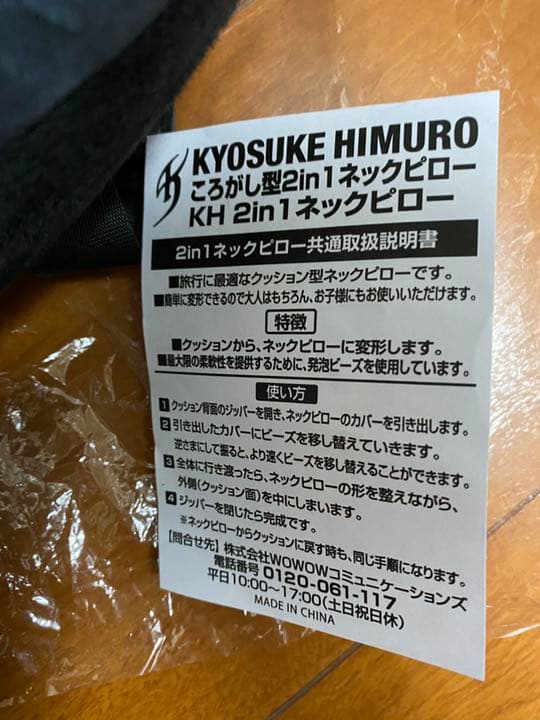 KYOSUKE HIMURO
ころがし型2in1ネックピロー
KH 2in1ネックピロー
2in1ネックピロー共通取扱説明書
■旅行に最適なクッション型ネックピローです。
■簡単に変形できるので大人はもちろん、お子様にもお使いいただけます。
特徴
■クッションから、ネックピローに変形します。
■最大限の柔軟性を提供するために、発泡ビーズを使用しています。
使い方
1 クッション背面のジッパーを開き、ネックピローのカバーを引き出します。
2 引き出したカバーにビーズを移し替えていきます。
逆さまにして振ると、より速くビーズを移し替えることができます。
3 全体に行き渡ったら、ネックピローの形を整えながら、
外側(クッション面)を中にしまいます。
4 ジッパーを閉じたら完成です。
※ネックピローからクッションに戻す時も、同じ手順になります。
【問合せ先】株式会社WOWOWコミュニケーションズ
電話番号 0120-061-117
平日10:00〜17:00(土日祝日休)
MADE IN CHINA